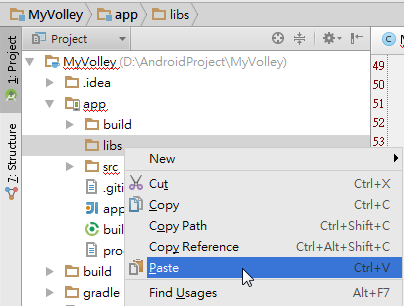 MyVolley app libs
Project
1: Project
7: Structure
MyVolley (D:\AndroidProject\MyVolley)
.idea
app
build
libs
src
.giti
app
buil
pro
build
gradle
49
50
51
52
53
New
Cut Ctrl+X
Copy Ctrl+C
Copy Path Ctrl+Shift+C
Copy Reference Ctrl+Alt+Shift+C
Paste Ctrl+V
Find Usages Alt+F7